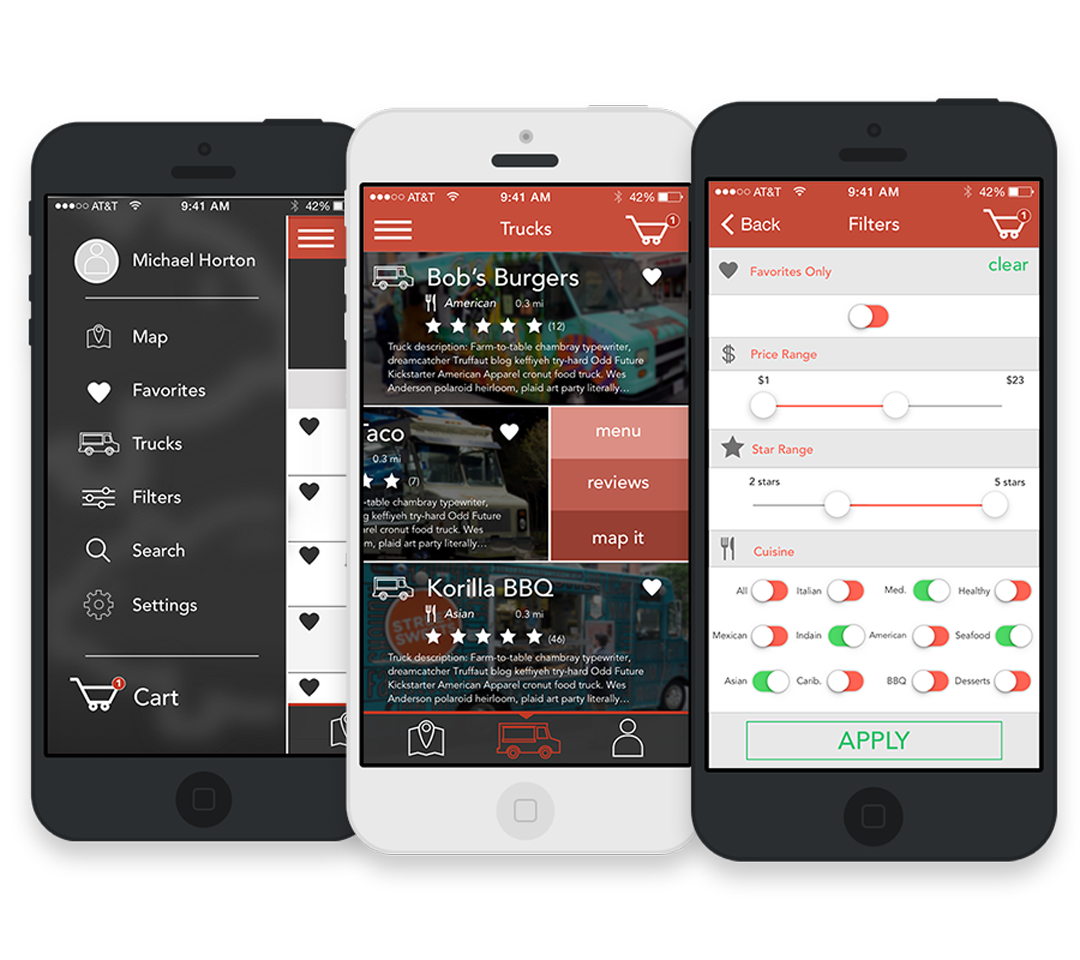 ●●●○○ AT&T 9:41 AM 42%
Michael Horton
Map
Favorites
Trucks
Filters
Search
Settings
1
Cart
●●●○○ AT&T 9:41 AM 42%
Trucks 1
Bob's Burgers
American 0.3 mi
(12)
Truck description: Farm-to-table chambray typewriter,
dreamcatcher Truffaut blog keffiyeh try-hard Odd Future
Kickstarter American Apparel cronut food truck. Wes
Anderson polaroid heirloom, plaid art party literally...
Taco
0.3 mi
(7)
-table chambray typewriter,
g keffiyeh try-hard Odd Future
arel cronut food truck. Wes
m, plaid art party literally...
menu
reviews
map it
Korilla BBQ
Asian 0.3 mi
(46)
STREET
SWEETS
Truck description: Farm-to-table chambray typewriter,
dreamcatcher Truffaut blog keffiyeh try-hard Odd Future
Kickstarter American Apparel cronut food truck. Wes
Anderson polaroid heirloom, plaid art party literally...
●●●○○ AT&T 9:41 AM 42%
Back Filters 1
Favorites Only clear
$ Price Range
$1 $23
Star Range
2 stars 5 stars
Cuisine
All Italian Med. Healthy
Mexican Indain American Seafood
Asian Carib. BBQ Desserts
APPLY